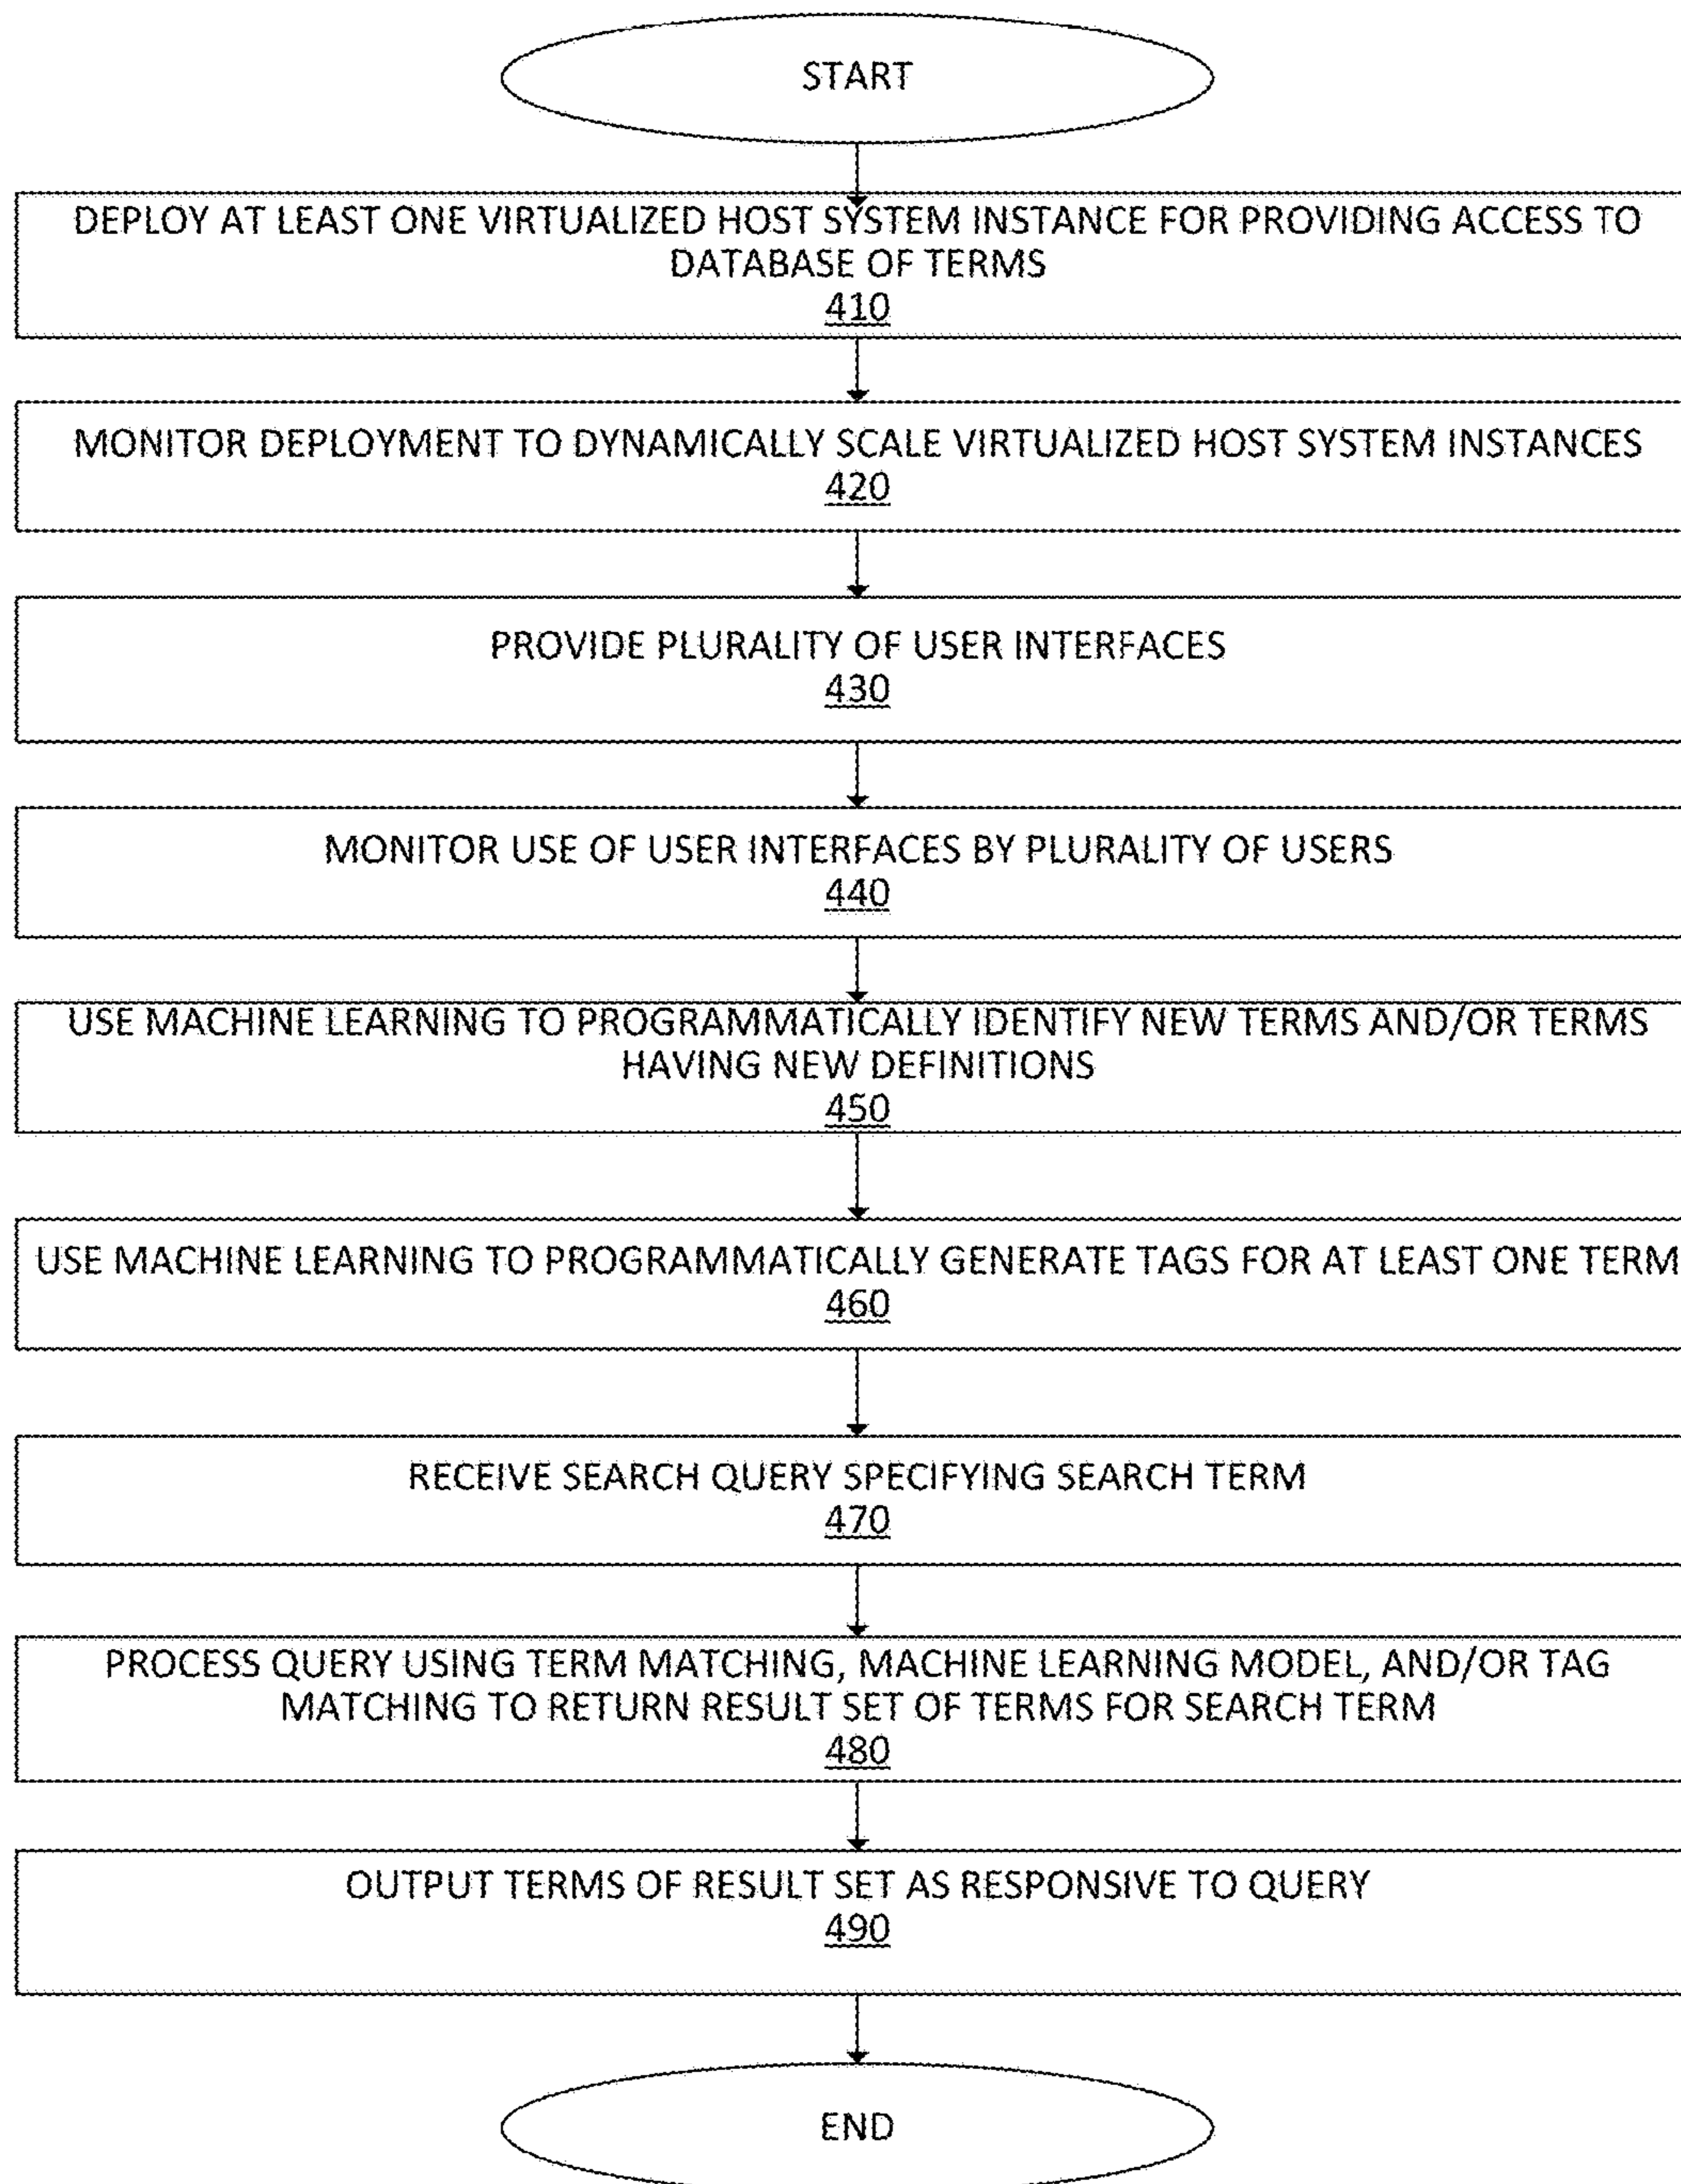 START
DEPLOY AT LEAST ONE VIRTUALIZED HOST SYSTEM INSTANCE FOR PROVIDING ACCESS TO
DATABASE OF TERMS
410
MONITOR DEPLOYMENT TO DYNAMICALLY SCALE VIRTUALIZED HOST SYSTEM INSTANCES
420
PROVIDE PLURALITY OF USER INTERFACES
430
MONITOR USE OF USER INTERFACES BY PLURALITY OF USERS
440
USE MACHINE LEARNING TO PROGRAMMATICALLY IDENTIFY NEW TERMS AND/OR TERMS
HAVING NEW DEFINITIONS
450
USE MACHINE LEARNING TO PROGRAMMATICALLY GENERATE TAGS FOR AT LEAST ONE TERM
460
RECEIVE SEARCH QUERY SPECIFYING SEARCH TERM
470
PROCESS QUERY USING TERM MATCHING, MACHINE LEARNING MODEL, AND/OR TAG
MATCHING TO RETURN RESULT SET OF TERMS FOR SEARCH TERM
480
OUTPUT TERMS OF RESULT SET AS RESPONSIVE TO QUERY
490
END